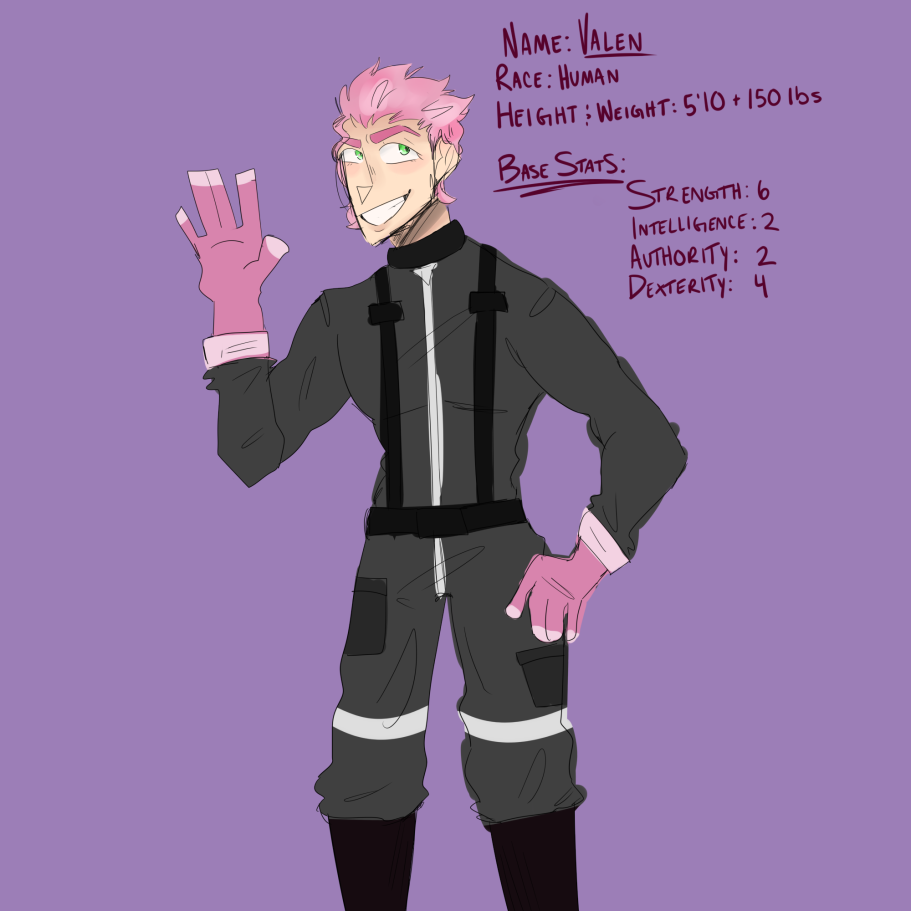 Name: Valen
Race: Human
Height & Weight: 5'10 + 150 lbs
Base Stats:
Strength: 6
Intelligence: 2
Authority: 2
Dexterity: 4